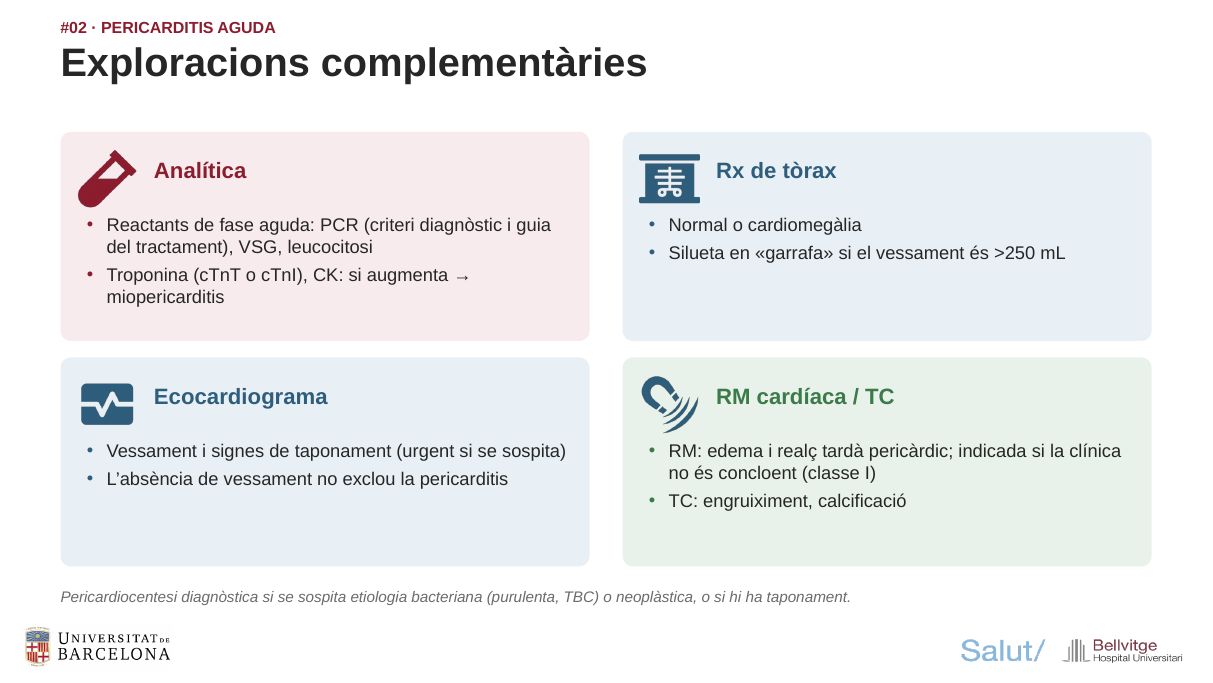 #02 · PERICARDITIS AGUDA
Exploracions complementàries
Analítica
• Reactants de fase aguda: PCR (criteri diagnòstic i guia
del tractament), VSG, leucocitosi
• Troponina (cTnT o cTnI), CK: si augmenta →
miopericarditis
Rx de tòrax
• Normal o cardiomegàlia
• Silueta en «garrafa» si el vessament és >250 mL
Ecocardiograma
• Vessament i signes de taponament (urgent si se sospita)
• L’absència de vessament no exclou la pericarditis
RM cardíaca / TC
• RM: edema i realç tardà pericàrdic; indicada si la clínica
no és concloent (classe I)
• TC: engruiximent, calcificació
Pericardiocentesi diagnòstica si se sospita etiologia bacteriana (purulenta, TBC) o neoplàstica, o si hi ha taponament.
UNIVERSITAT DE
BARCELONA
Salut/
Bellvitge
Hospital Universitari